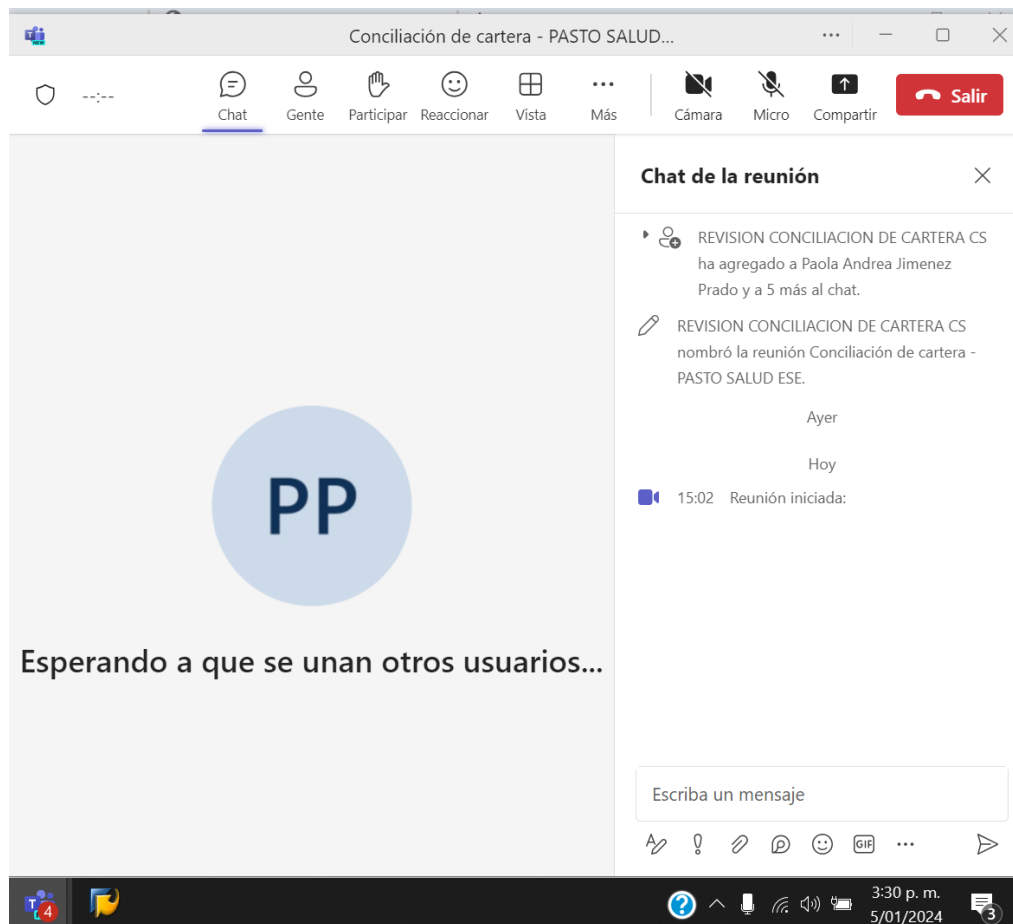 Conciliación de cartera - PASTO SALUD...
--:--
Chat
Gente
Participar
Reaccionar
Vista
Más
Cámara
Micro
Compartir
Salir
Chat de la reunión
REVISION CONCILIACION DE CARTERA CS
ha agregado a Paola Andrea Jimenez
Prado y a 5 más al chat.
REVISION CONCILIACION DE CARTERA CS
nombró la reunión Conciliación de cartera -
PASTO SALUD ESE.
Ayer
Hoy
15:02 Reunión iniciada:
PP
Esperando a que se unan otros usuarios...
Escriba un mensaje
GIF
4
3:30 p. m.
5/01/2024
3